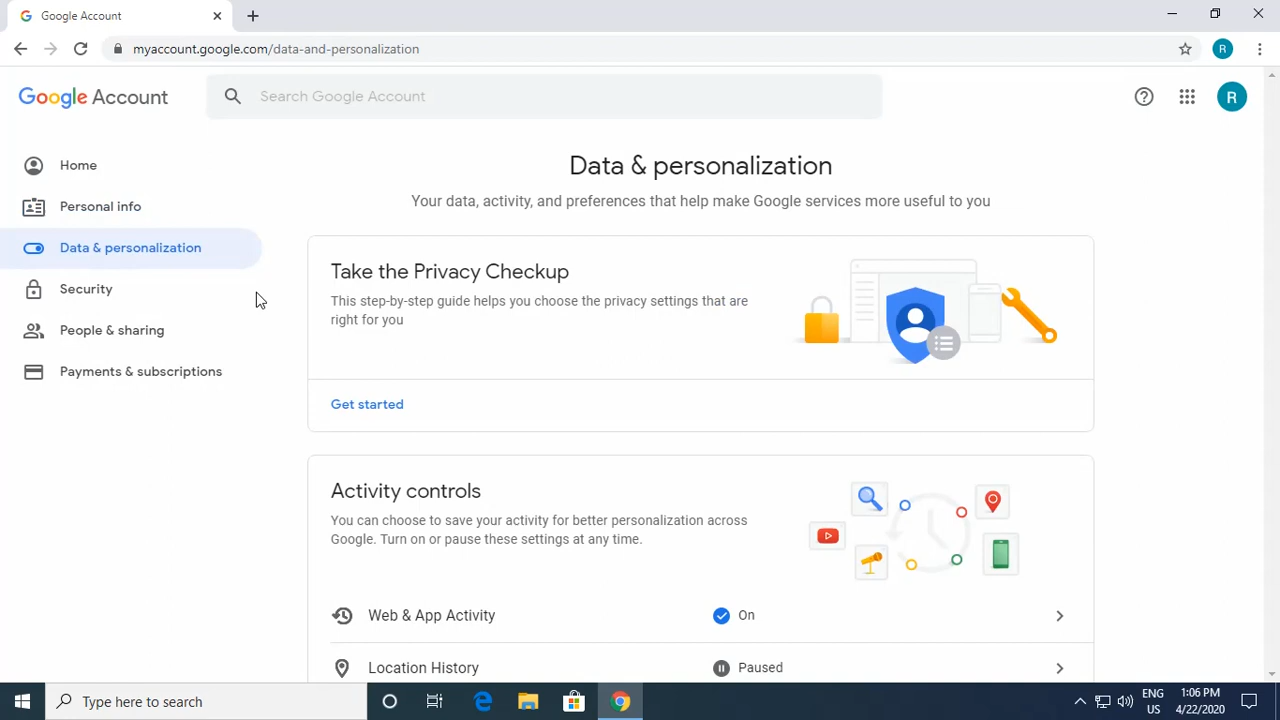 Google Account
myaccount.google.com/data-and-personalization
R
Google Account
Search Google Account
R
Home
Personal info
Data & personalization
Security
People & sharing
Payments & subscriptions
Data & personalization
Your data, activity, and preferences that help make Google services more useful to you
Take the Privacy Checkup
This step-by-step guide helps you choose the privacy settings that are
right for you
Get started
Activity controls
You can choose to save your activity for better personalization across
Google. Turn on or pause these settings at any time.
Web & App Activity On
Location History Paused
Type here to search
ENG
US
1:06 PM
4/22/2020